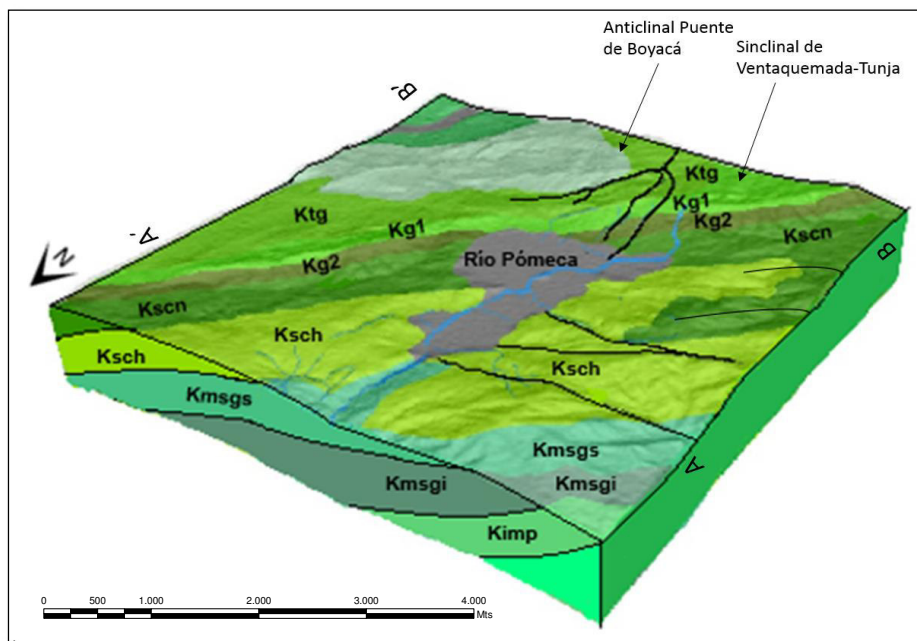 Anticlinal Puente
de Boyacá
Sinclinal de
Ventaquemada-Tunja
B´
Ktg
Kg1
Kg2
Kscn
B
A´
Ktg
Kg1
Kg2
Río Pómeca
N
Kscn
Ksch
Ksch
Ksch
Kmsgs
Kmsgs
A
Kmsgi
Kmsgi
Kimp
0 500 1.000 2.000 3.000 4.000
Mts